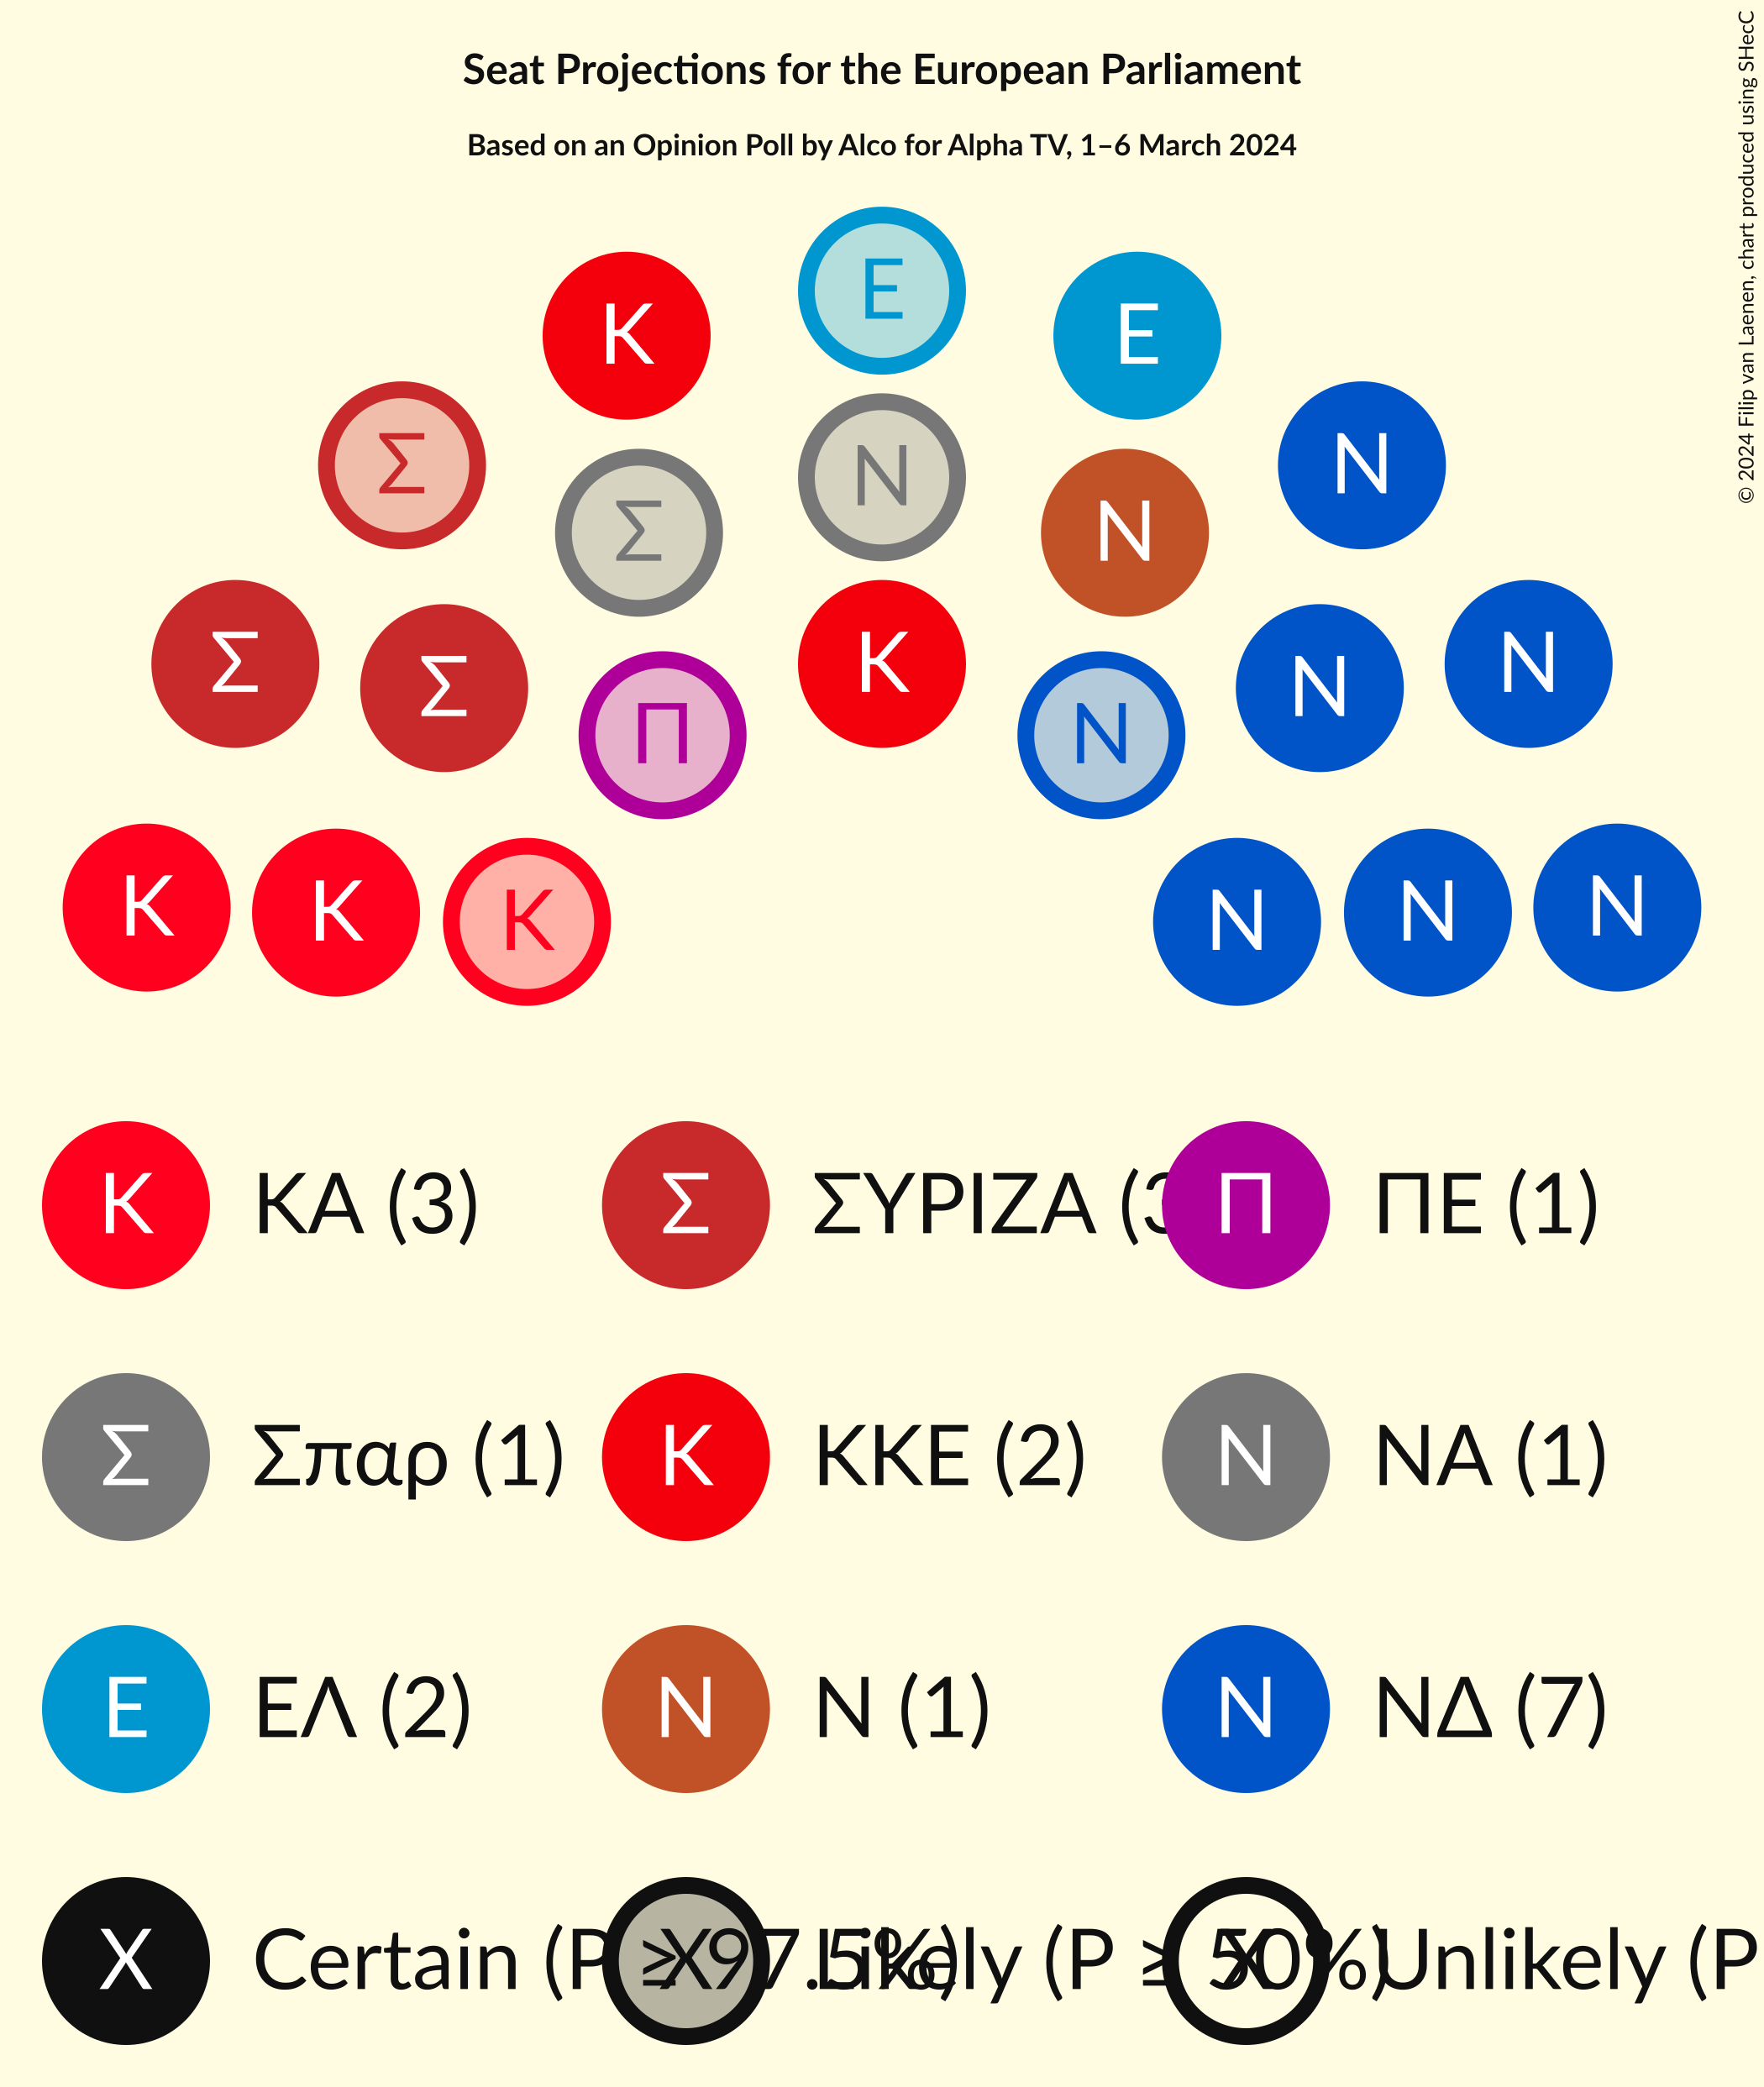 Seat Projections for the European Parliament
Based on an Opinion Poll by Alco for Alpha TV, 1–6 March 2024
© 2024 Filip van Laenen, chart produced using SHecC
Ε
Κ Ε
Σ Ν Ν
Σ Ν
Σ Κ Ν
Σ Ν
Π Ν
Κ Κ Κ Ν Ν Ν
Κ ΚΑ (3) Σ ΣΥΡΙΖΑ (3 Π ΠΕ (1)
Σ Σπαρ (1) Κ ΚΚΕ (2) Ν ΝΑ (1)
Ε ΕΛ (2) Ν Ν (1) Ν ΝΔ (7)
X Certain (P ≥ 97.5%) X Likely (P ≥ 50%) X Unlikely (P